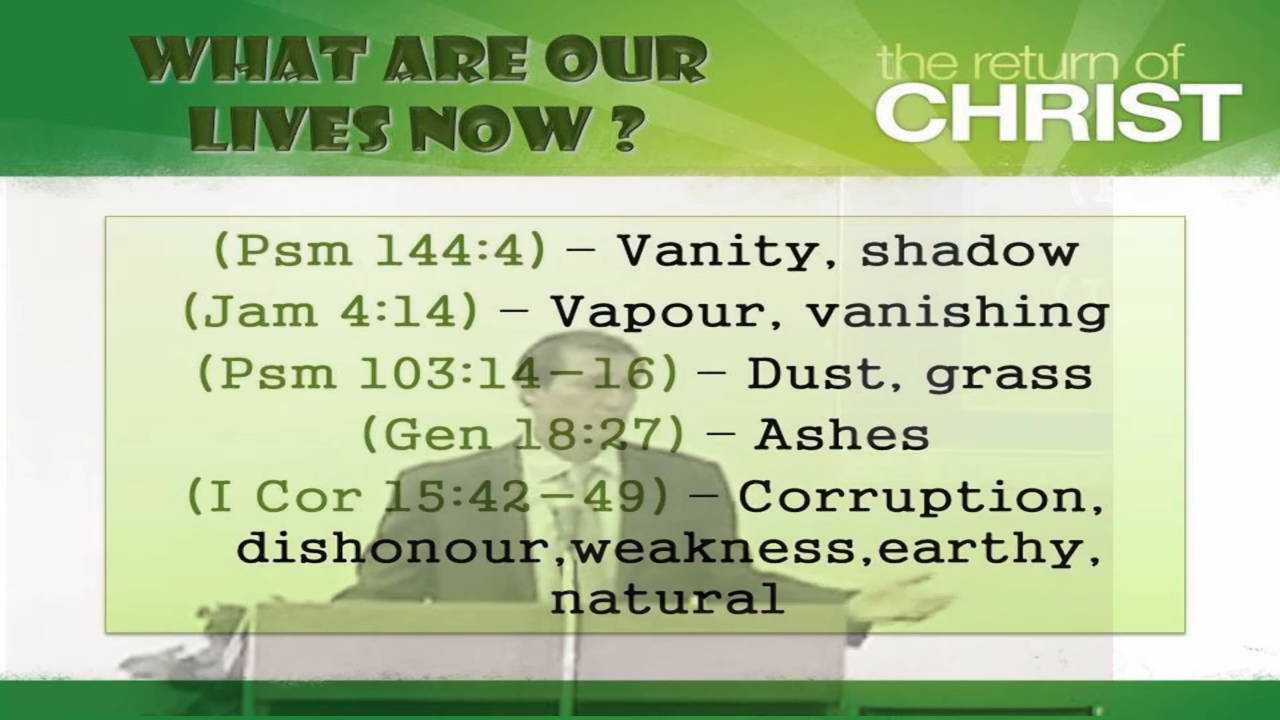 WHAT ARE OUR
LIVES NOW ?
the return of
CHRIST
(Psm 144:4) – Vanity, shadow
(Jam 4:14) – Vapour, vanishing
(Psm 103:14–16) – Dust, grass
(Gen 18:27) – Ashes
(I Cor 15:42–49) – Corruption,
dishonour,weakness,earthy,
natural